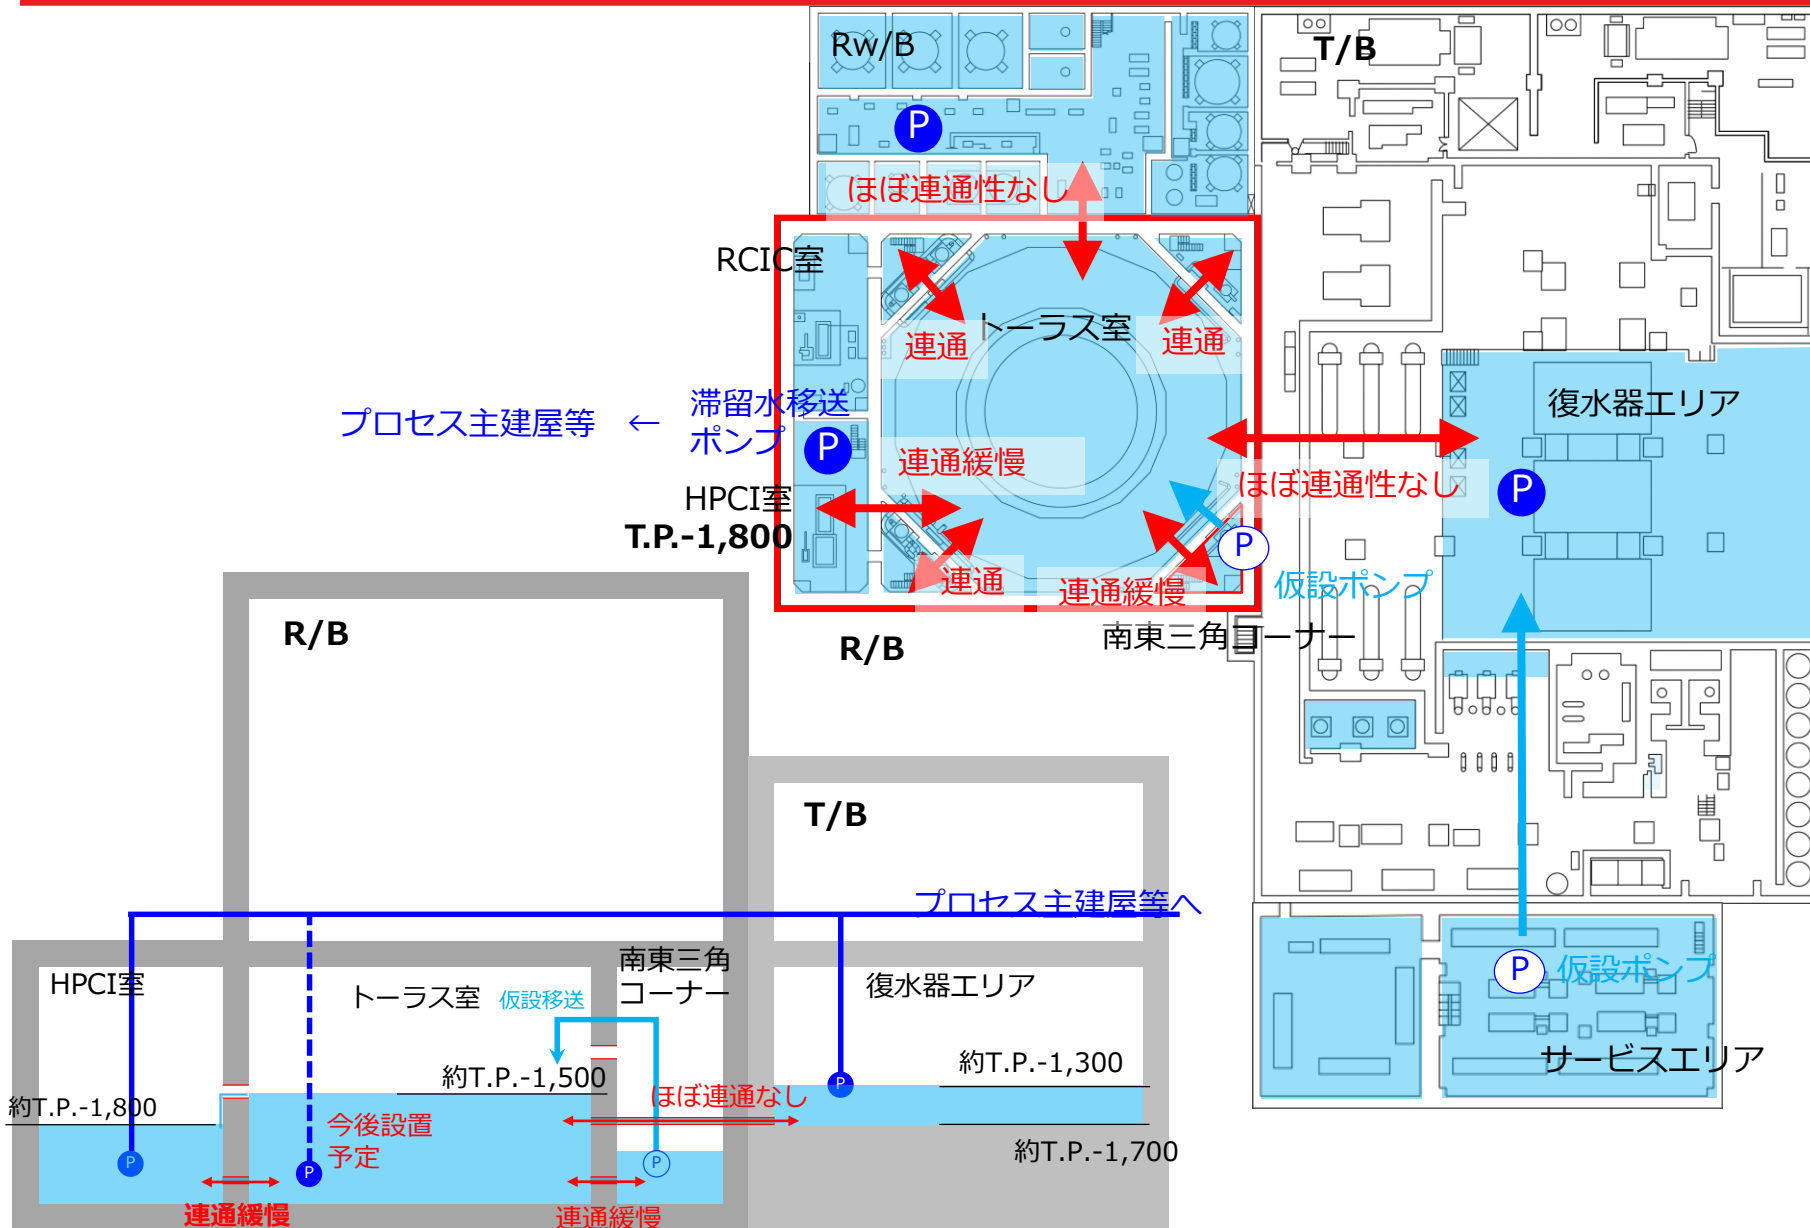 Rw/B
T/B
P
ほぼ連通性なし
RCIC室
トーラス室
連通
連通
プロセス主建屋等 ←
滞留水移送
ポンプ
P
復水器エリア
連通緩慢
ほぼ連通性なし
P
HPCI室
T.P.-1,800
P
仮設ポンプ
連通
連通緩慢
南東三角コーナー
R/B
R/B
T/B
プロセス主建屋等へ
HPCI室
トーラス室
仮設移送
南東三角
コーナー
復水器エリア
P
仮設ポンプ
サービスエリア
約T.P.-1,800
約T.P.-1,500
約T.P.-1,300
P
ほぼ連通なし
今後設置
予定
約T.P.-1,700
P
P
P
連通緩慢
連通緩慢